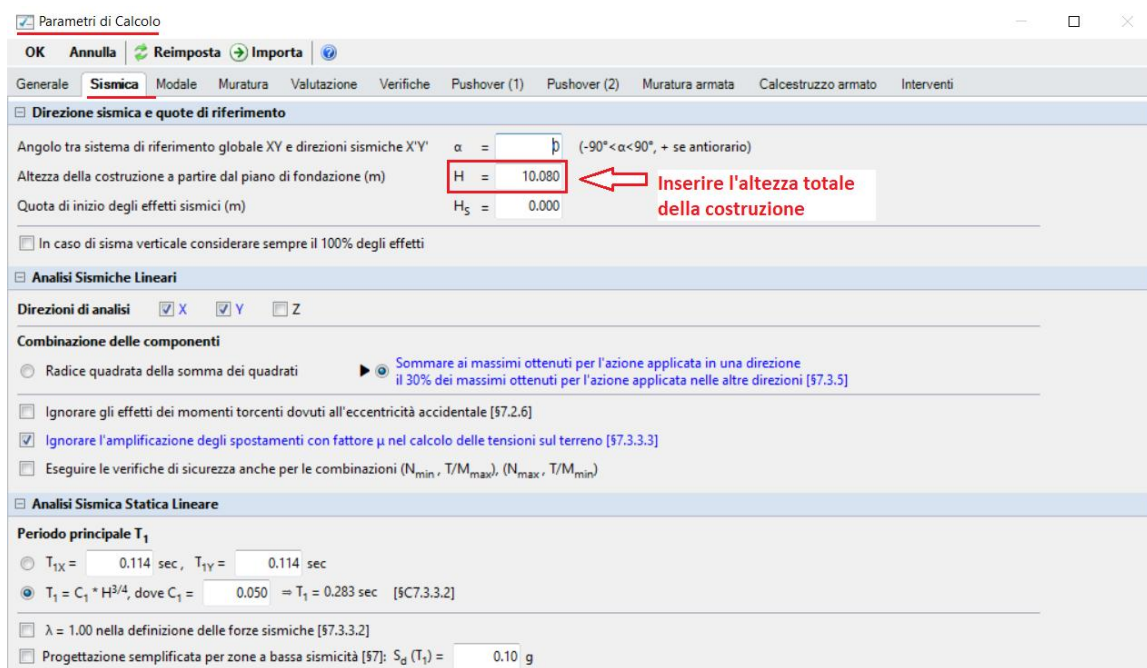 Parametri di Calcolo
OK Annulla Reimposta Importa
Generale Sismica Modale Muratura Valutazione Verifiche Pushover (1) Pushover (2) Muratura armata Calcestruzzo armato Interventi
Direzione sismica e quote di riferimento
Angolo tra sistema di riferimento globale XY e direzioni sismiche X'Y' α = 0 (-90°<α<90°, + se antiorario)
Altezza della costruzione a partire dal piano di fondazione (m) H = 10.080
Inserire l'altezza totale
della costruzione
Quota di inizio degli effetti sismici (m) HS = 0.000
In caso di sisma verticale considerare sempre il 100% degli effetti
Analisi Sismiche Lineari
Direzioni di analisi X Y Z
Combinazione delle componenti
Radice quadrata della somma dei quadrati
Sommare ai massimi ottenuti per l'azione applicata in una direzione
il 30% dei massimi ottenuti per l'azione applicata nelle altre direzioni [§7.3.5]
Ignorare gli effetti dei momenti torcenti dovuti all'eccentricità accidentale [§7.2.6]
Ignorare l'amplificazione degli spostamenti con fattore μ nel calcolo delle tensioni sul terreno [§7.3.3.3]
Eseguire le verifiche di sicurezza anche per le combinazioni (Nmin , T/Mmax), (Nmax , T/Mmin)
Analisi Sismica Statica Lineare
Periodo principale T1
T1X = 0.114 sec , T1Y = 0.114 sec
T1 = C1 * H3/4, dove C1 = 0.050 ⇒ T1 = 0.283 sec [§C7.3.3.2]
λ = 1.00 nella definizione delle forze sismiche [§7.3.3.2]
Progettazione semplificata per zone a bassa sismicità [§7]: Sd (T1) = 0.10 g